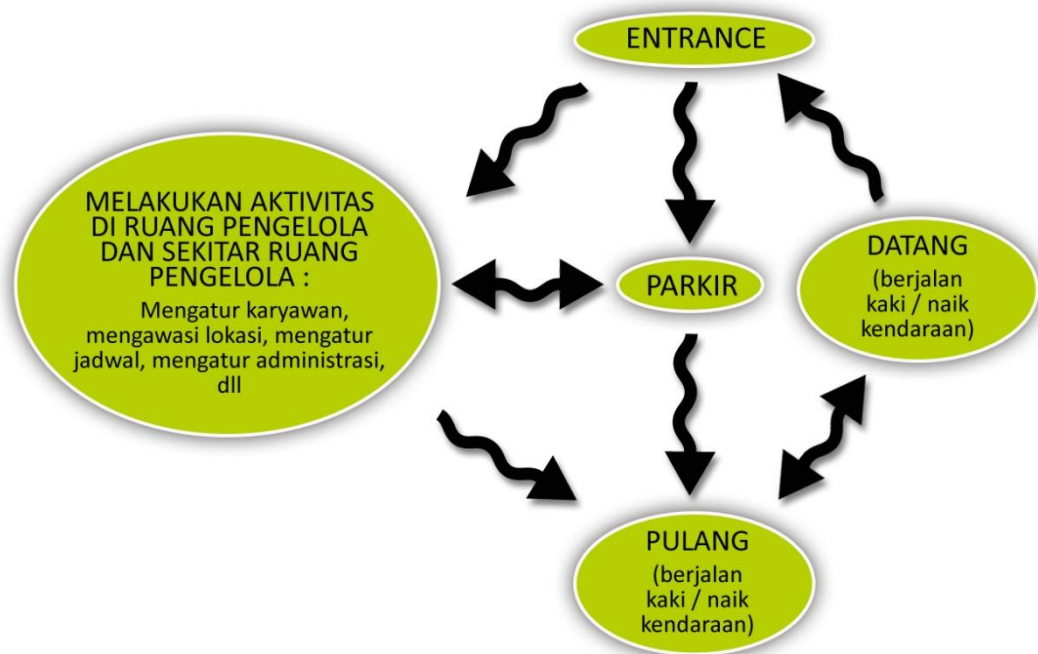 ENTRANCE
MELAKUKAN AKTIVITAS
DI RUANG PENGELOLA
DAN SEKITAR RUANG
PENGELOLA :
Mengatur karyawan,
mengawasi lokasi, mengatur
jadwal, mengatur administrasi,
dll
PARKIR
DATANG
(berjalan
kaki / naik
kendaraan)
PULANG
(berjalan
kaki / naik
kendaraan)